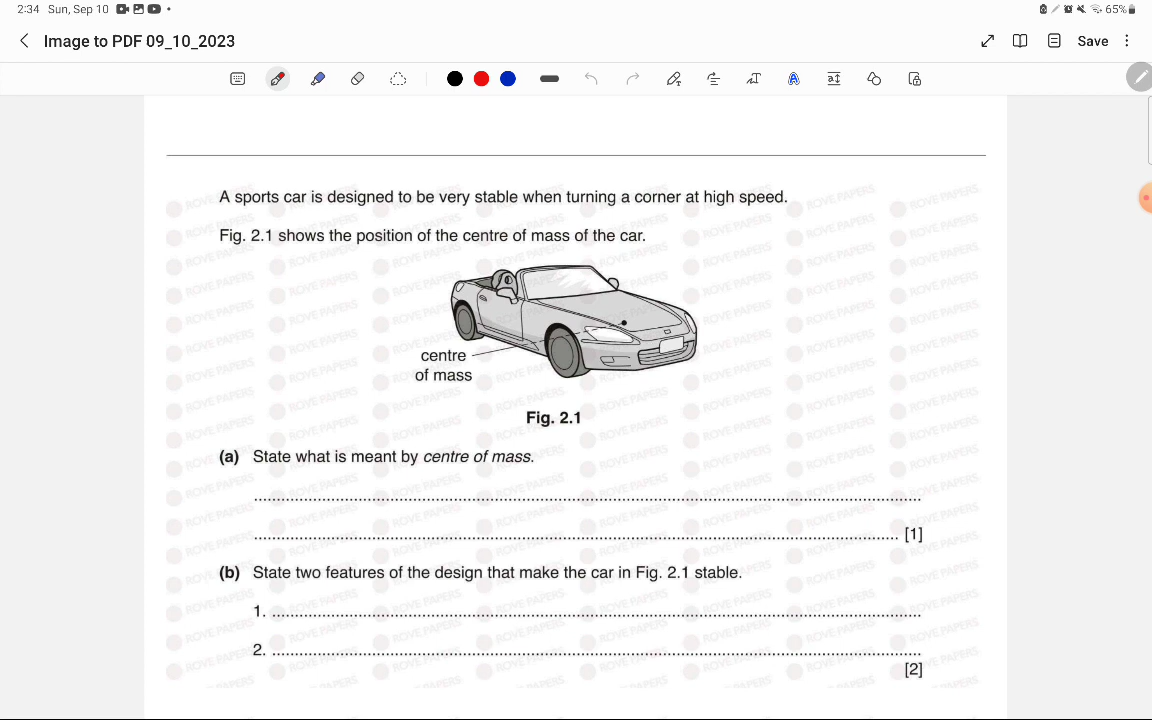 2:34 Sun, Sep 10
65%
Image to PDF 09_10_2023
Save
A sports car is designed to be very stable when turning a corner at high speed.
Fig. 2.1 shows the position of the centre of mass of the car.
centre
of mass
Fig. 2.1
(a) State what is meant by centre of mass.
[1]
(b) State two features of the design that make the car in Fig. 2.1 stable.
1.
2.
[2]
ROVE PAPERS